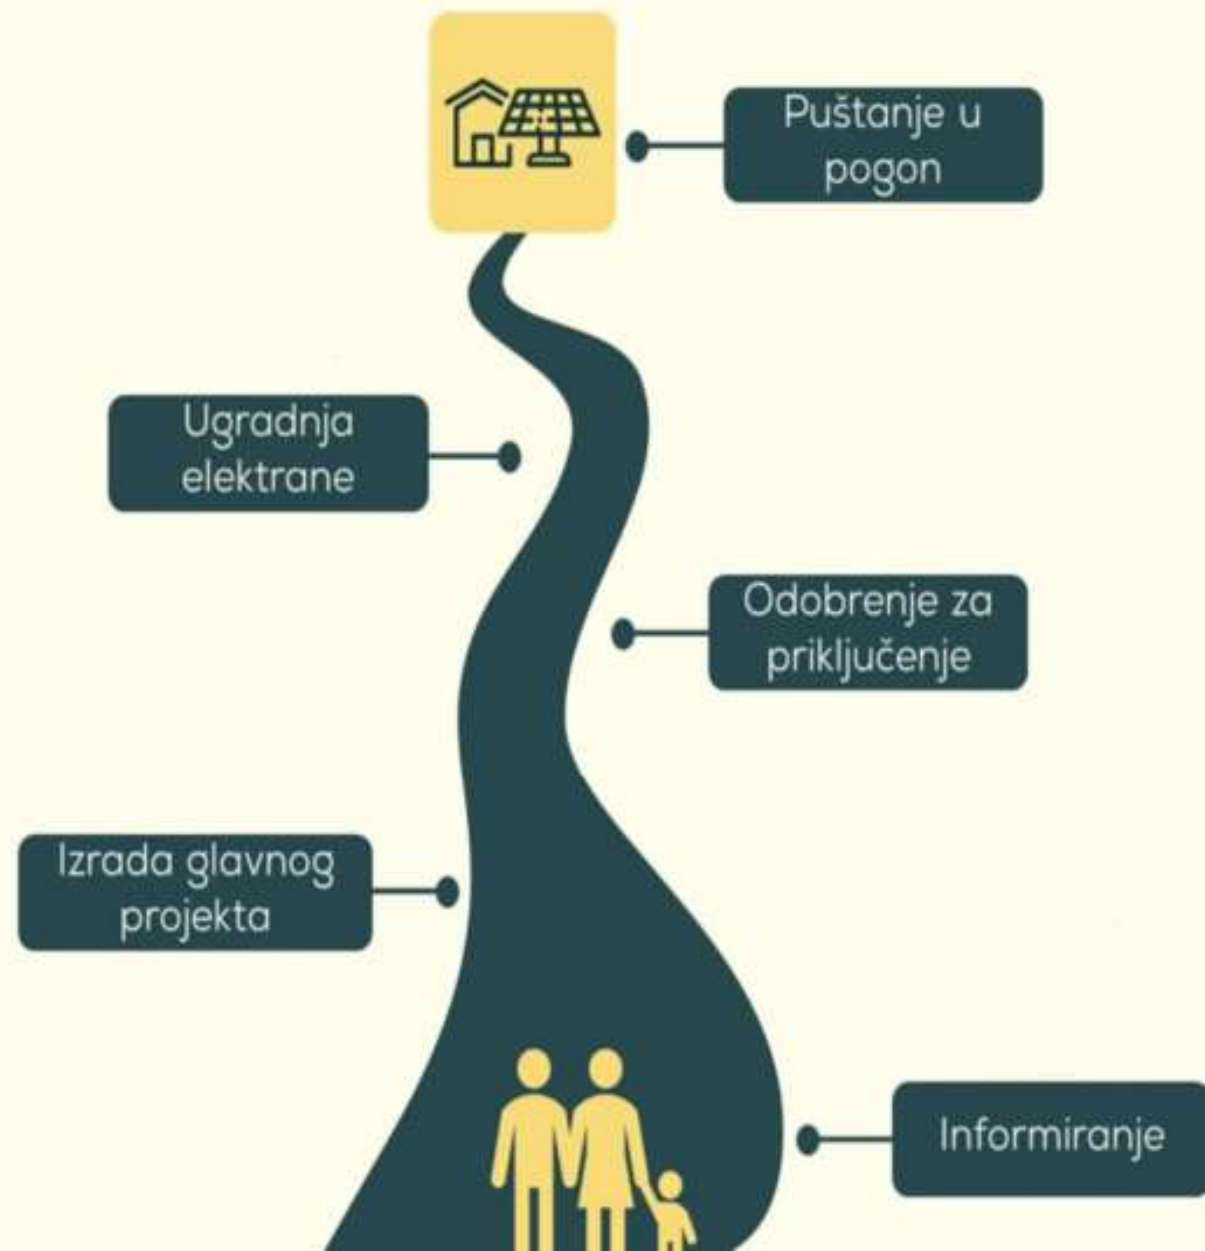 Puštanje u
pogon
Ugradnja
elektrane
Odobrenje za
priključenje
Izrada glavnog
projekta
Informiranje